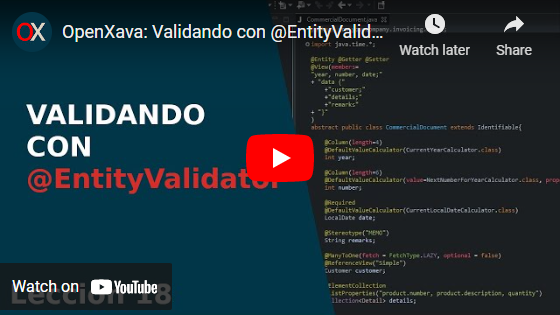 OX
OpenXava: Validando con @EntityValid...
Watch later
Share
VALIDANDO
CON
@EntityValidator
Lección 18
Watch on YouTube
CommercialDocument.java
import java.time.*;
@Entity @Getter @Setter
@View(members=
"year, number, date;"
+ "data {"
+"customer;"
+"details;"
+"remarks"
+ "}"
)
abstract public class CommercialDocument extends Identifiable{
@Column(length=4)
@DefaultValueCalculator(CurrentYearCalculator.class)
int year;
@Column(length=6)
@DefaultValueCalculator(value=NextNumberForYearCalculator.class, prop
int number;
@Required
@DefaultValueCalculator(CurrentLocalDateCalculator.class)
LocalDate date;
@Stereotype("MEMO")
String remarks;
@ManyToOne(fetch = FetchType.LAZY, optional = false)
@ReferenceView("Simple")
Customer customer;
ElementCollection
ListProperties("product.number, product.description, quantity")
Collection<Detail> details;